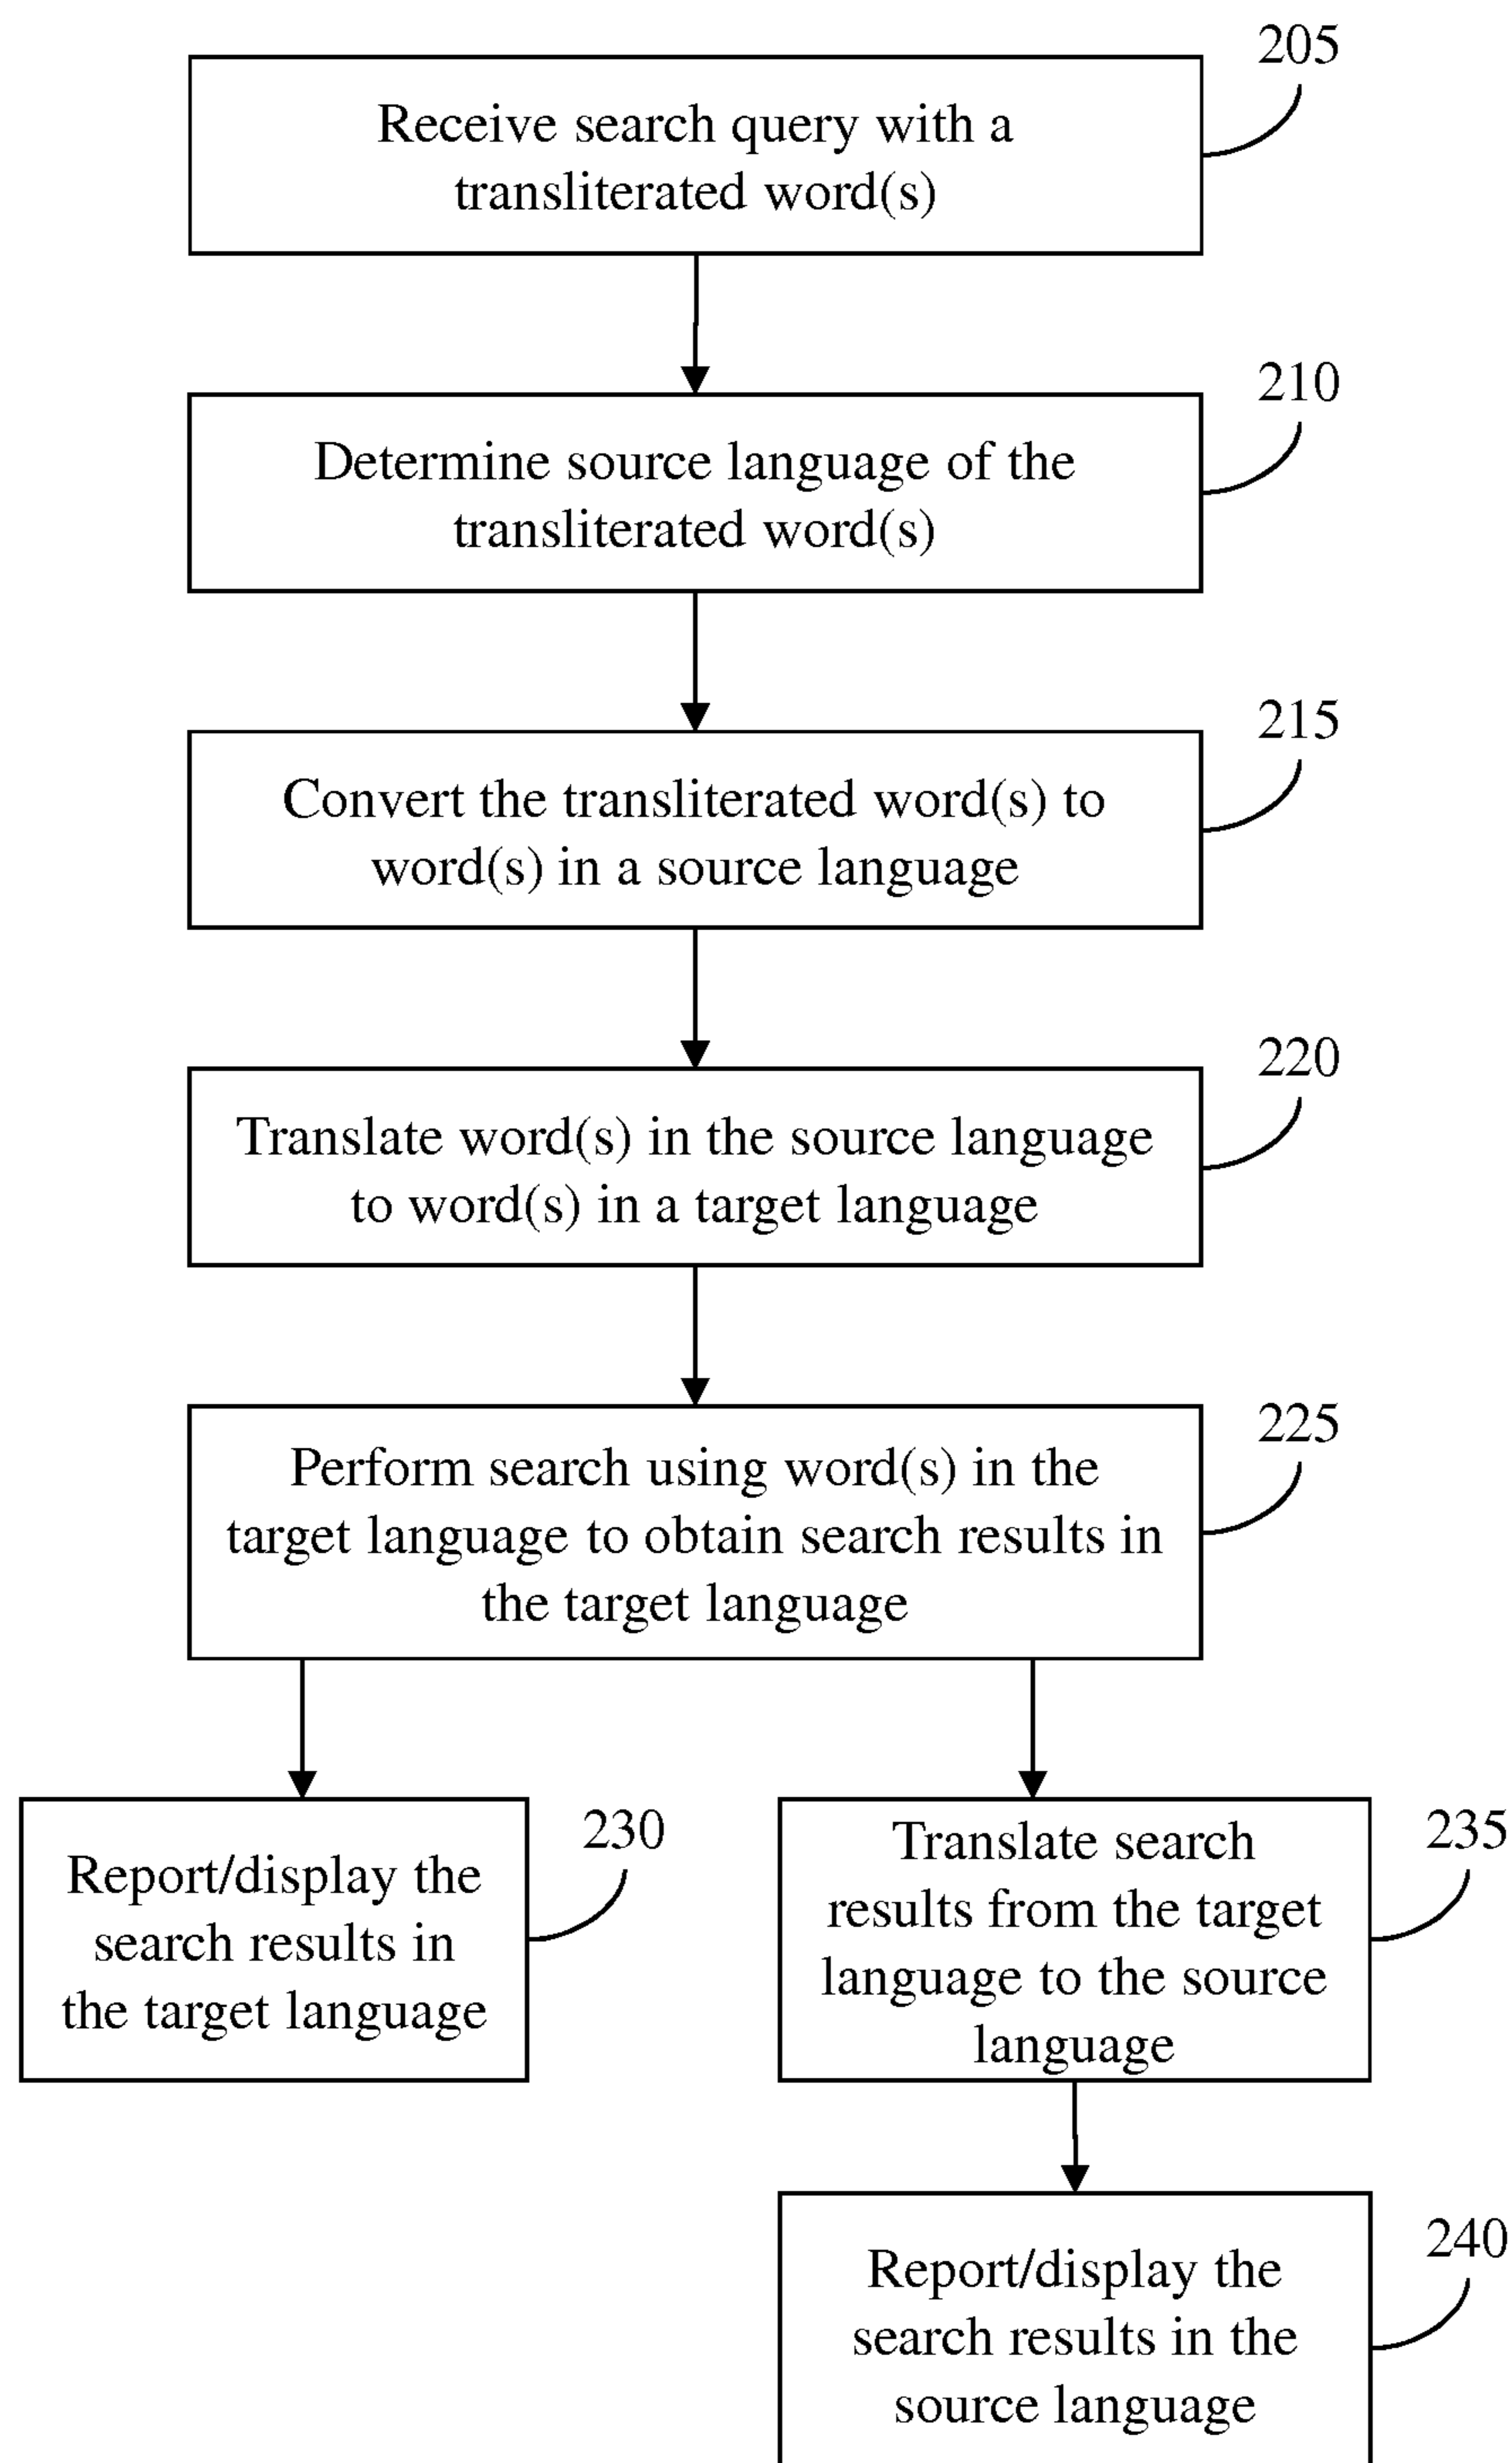 205
Receive search query with a
transliterated word(s)
210
Determine source language of the
transliterated word(s)
215
Convert the transliterated word(s) to
word(s) in a source language
220
Translate word(s) in the source language
to word(s) in a target language
225
Perform search using word(s) in the
target language to obtain search results in
the target language
230
Report/display the
search results in
the target language
235
Translate search
results from the target
language to the source
language
240
Report/display the
search results in the
source language